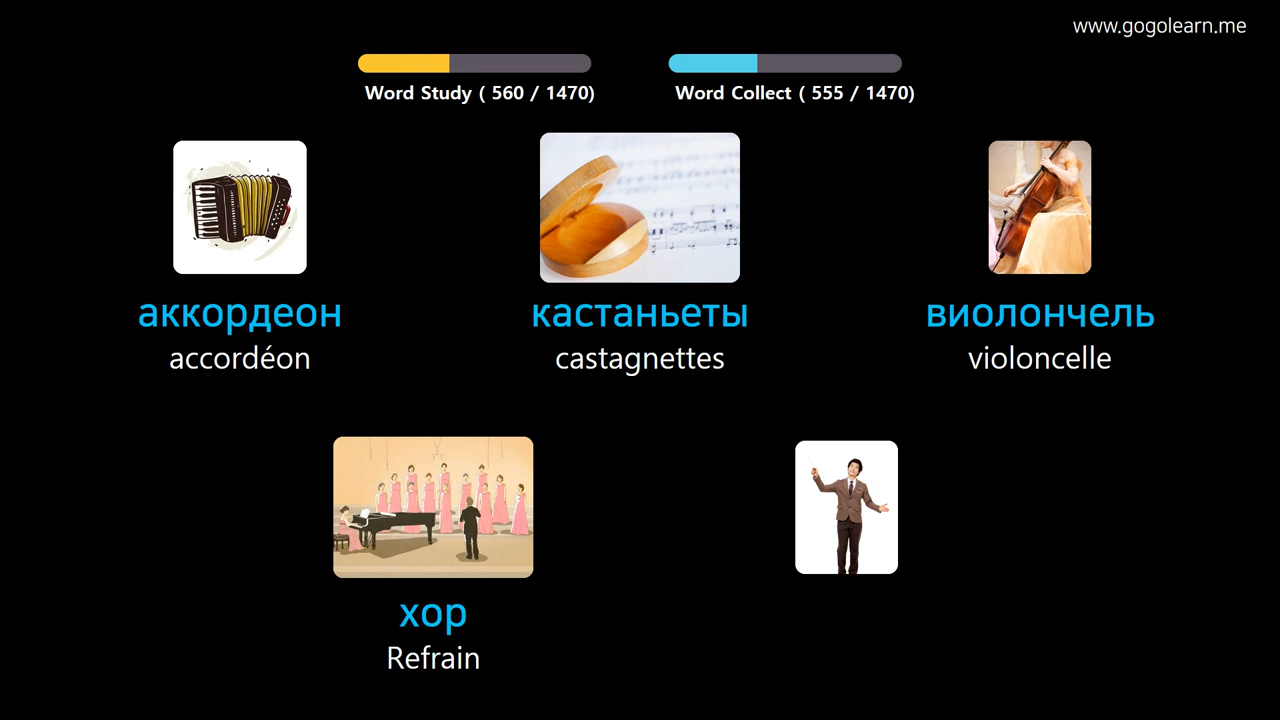 www.gogolearn.me
Word Study ( 560 / 1470)
Word Collect ( 555 / 1470)
аккордеон
accordéon
кастаньеты
castagnettes
виолончель
violoncelle
хор
Refrain